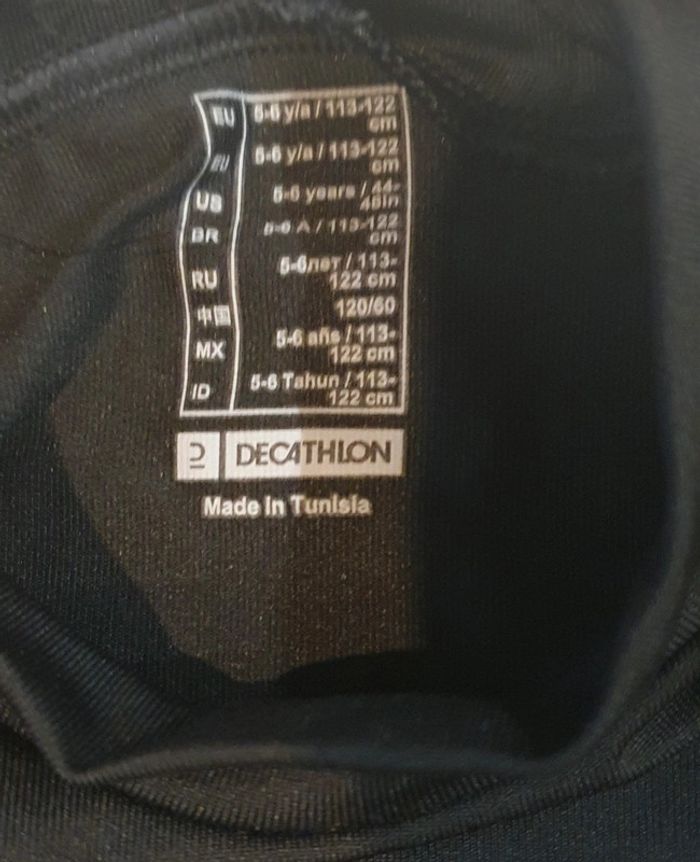 EU 5-6 y/a / 113-122
cm
EU 5-6 y/a / 113-122
cm
US 5-6 years / 44-
48in
BR 5-6 A / 113-122
cm
RU 5-6лет / 113-
122 cm
中国 120/60
MX 5-6 añs / 113-
122 cm
ID 5-6 Tahun / 113-
122 cm
DECATHLON
Made in Tunisia